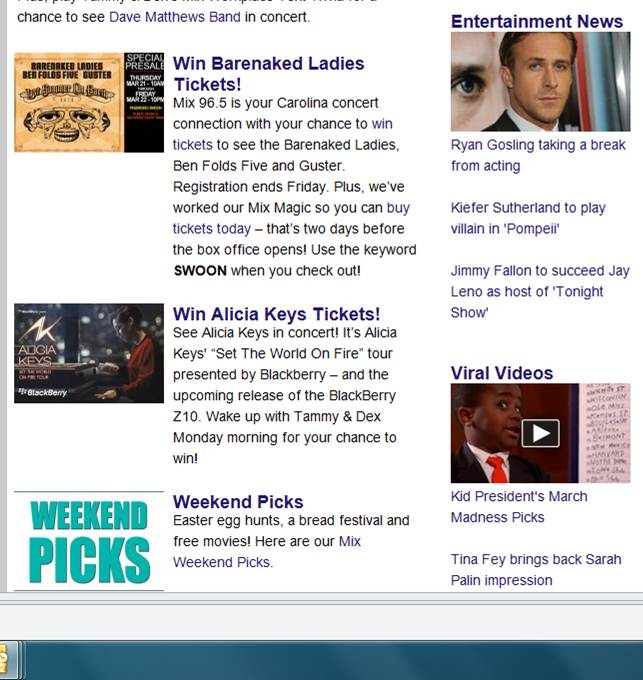 chance to see Dave Matthews Band in concert.
BARENAKED LADIES
BEN FOLDS FIVE GUSTER
Last Summer On Earth
2013
SPECIAL
PRESALE
THURSDAY
MAR 21 - 10AM
THROUGH
FRIDAY
MAR 22 - 10PM
Win Barenaked Ladies
Tickets!
Mix 96.5 is your Carolina concert
connection with your chance to win
tickets to see the Barenaked Ladies,
Ben Folds Five and Guster.
Registration ends Friday. Plus, we've
worked our Mix Magic so you can buy
tickets today – that's two days before
the box office opens! Use the keyword
SWOON when you check out!
ALICIA
KEYS
SET THE WORLD
ON FIRE TOUR
BlackBerry
Win Alicia Keys Tickets!
See Alicia Keys in concert! It's Alicia
Keys' “Set The World On Fire” tour
presented by Blackberry – and the
upcoming release of the BlackBerry
Z10. Wake up with Tammy & Dex
Monday morning for your chance to
win!
WEEKEND
PICKS
Weekend Picks
Easter egg hunts, a bread festival and
free movies! Here are our Mix
Weekend Picks.
Entertainment News
Ryan Gosling taking a break
from acting
Kiefer Sutherland to play
villain in 'Pompeii'
Jimmy Fallon to succeed Jay
Leno as host of 'Tonight
Show'
Viral Videos
Kid President's March
Madness Picks
Tina Fey brings back Sarah
Palin impression